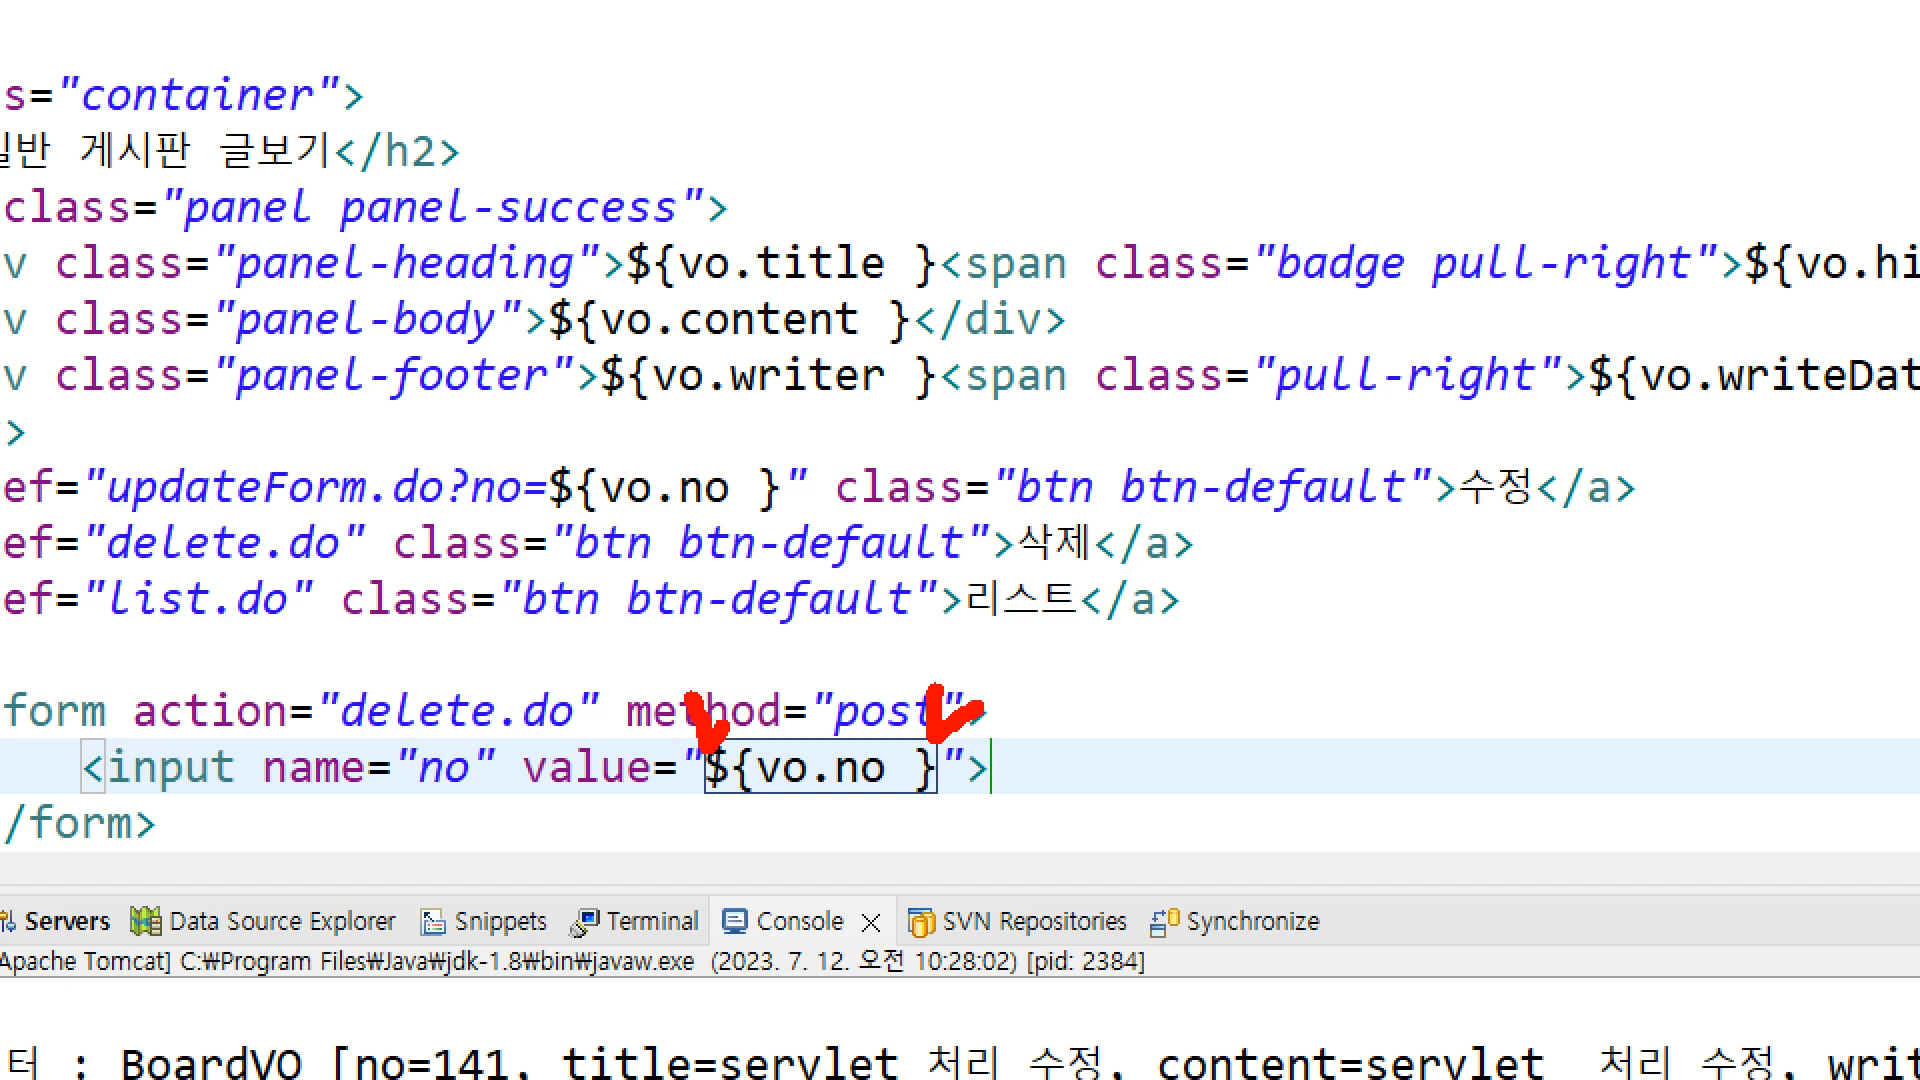 s="container">
일반 게시판 글보기</h2>
class="panel panel-success">
v class="panel-heading">${vo.title }<span class="badge pull-right">${vo.hi
v class="panel-body">${vo.content }</div>
v class="panel-footer">${vo.writer }<span class="pull-right">${vo.writeDat
>
ef="updateForm.do?no=${vo.no }" class="btn btn-default">수정</a>
ef="delete.do" class="btn btn-default">삭제</a>
ef="list.do" class="btn btn-default">리스트</a>
form action="delete.do" method="post">
<input name="no" value="${vo.no }">
/form>
Servers Data Source Explorer Snippets Terminal Console SVN Repositories Synchronize
Apache Tomcat] C:₩Program Files₩Java₩jdk-1.8₩bin₩javaw.exe (2023. 7. 12. 오전 10:28:02) [pid: 2384]
터 : BoardVO [no=141, title=servlet 처리 수정, content=servlet 처리 수정, writ